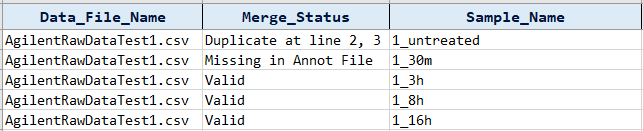 Data_File_Name Merge_Status Sample_Name
AgilentRawDataTest1.csv Duplicate at line 2, 3 1_untreated
AgilentRawDataTest1.csv Missing in Annot File 1_30m
AgilentRawDataTest1.csv Valid 1_3h
AgilentRawDataTest1.csv Valid 1_8h
AgilentRawDataTest1.csv Valid 1_16h